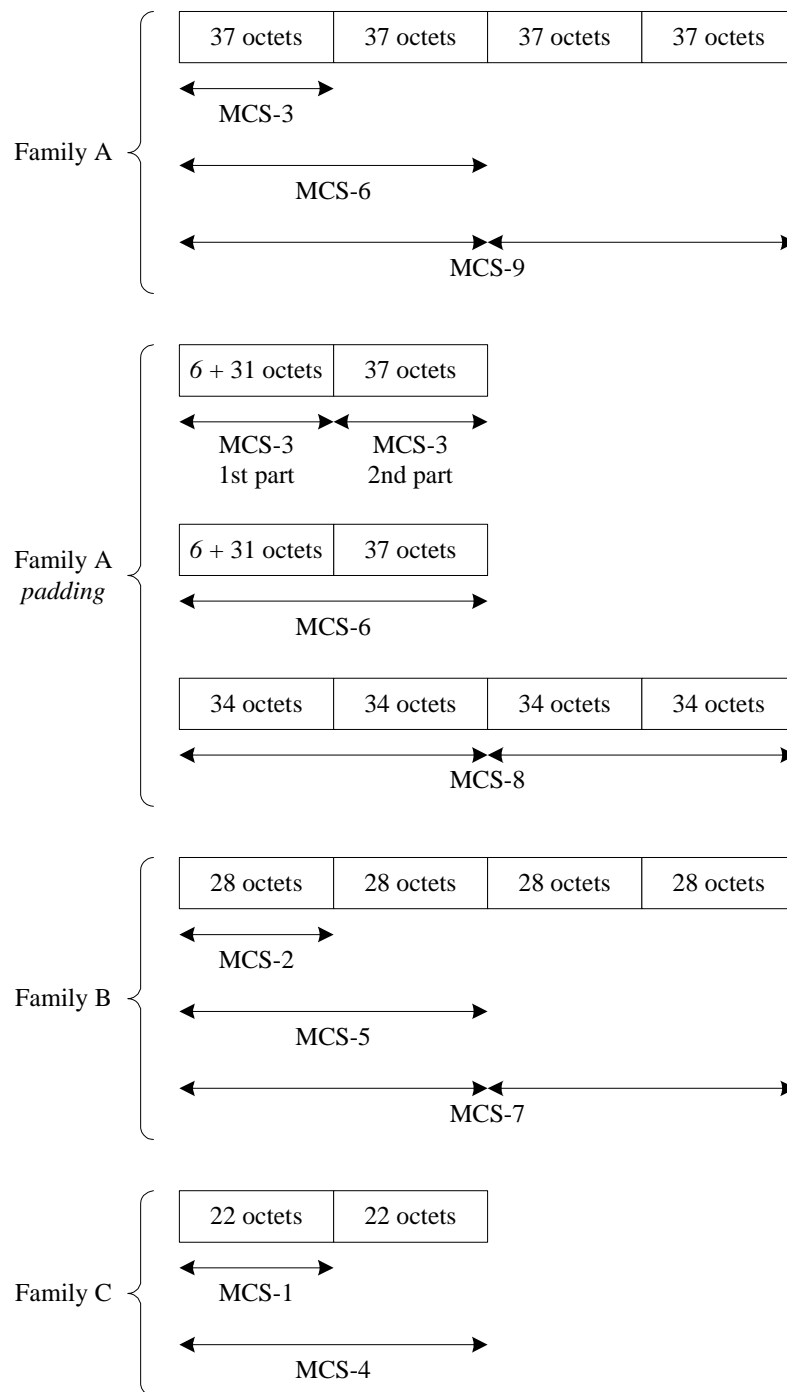 37 octets 37 octets 37 octets 37 octets
MCS-3
Family A
MCS-6
MCS-9
6 + 31 octets 37 octets
MCS-3 MCS-3
1st part 2nd part
6 + 31 octets 37 octets
Family A
padding
MCS-6
34 octets 34 octets 34 octets 34 octets
MCS-8
28 octets 28 octets 28 octets 28 octets
MCS-2
Family B
MCS-5
MCS-7
22 octets 22 octets
Family C
MCS-1
MCS-4